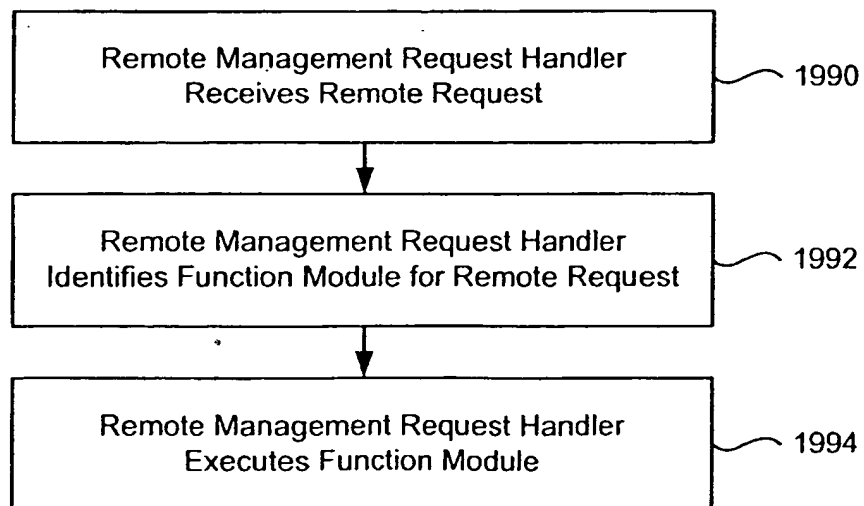 Remote Management Request Handler
Receives Remote Request
1990
Remote Management Request Handler
Identifies Function Module for Remote Request
1992
Remote Management Request Handler
Executes Function Module
1994